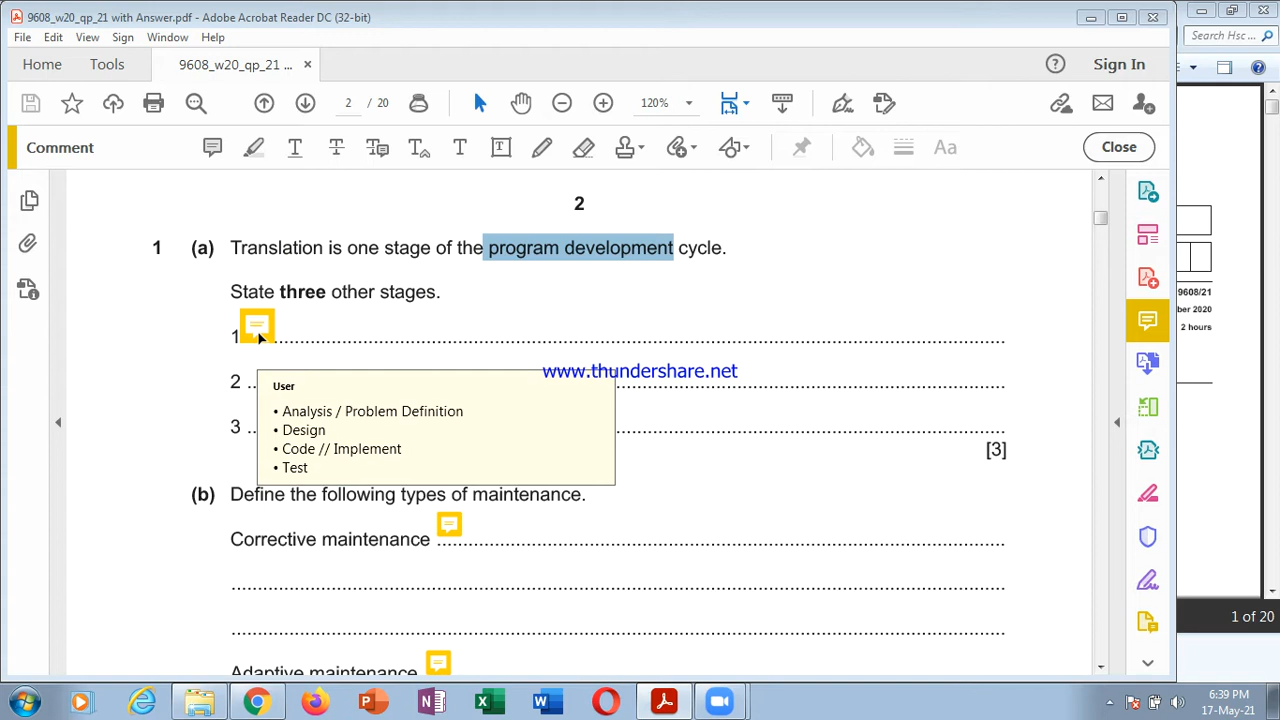 9608_w20_qp_21 with Answer.pdf - Adobe Acrobat Reader DC (32-bit)
File Edit View Sign Window Help
Home Tools 9608_w20_qp_21 ... × Sign In
2 / 20 120%
Search Hsc...
Comment Aa Close
2
1 (a) Translation is one stage of the program development cycle.
State three other stages.
1
www.thundershare.net
2
User
• Analysis / Problem Definition
• Design
• Code // Implement
• Test
3
[3]
(b) Define the following types of maintenance.
Corrective maintenance
Adaptive maintenance
9608/21
ber 2020
2 hours
1 of 20
6:39 PM
17-May-21